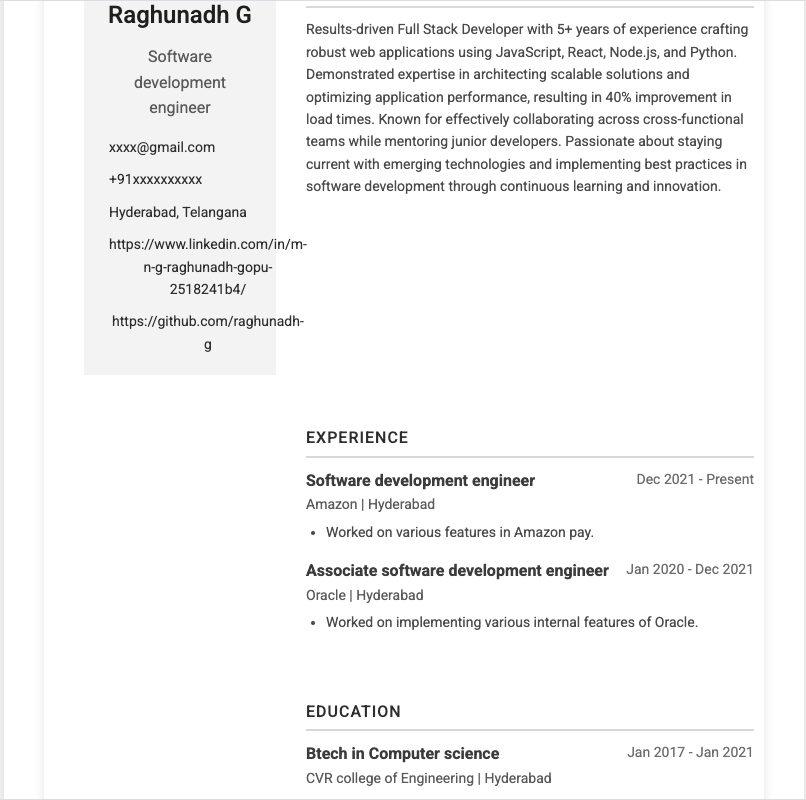 Raghunadh G
Software
development
engineer
xxxx@gmail.com
+91xxxxxxxxxx
Hyderabad, Telangana
https://www.linkedin.com/in/m-
n-g-raghunadh-gopu-
2518241b4/
https://github.com/raghunadh-
g
Results-driven Full Stack Developer with 5+ years of experience crafting
robust web applications using JavaScript, React, Node.js, and Python.
Demonstrated expertise in architecting scalable solutions and
optimizing application performance, resulting in 40% improvement in
load times. Known for effectively collaborating across cross-functional
teams while mentoring junior developers. Passionate about staying
current with emerging technologies and implementing best practices in
software development through continuous learning and innovation.
EXPERIENCE
Software development engineer Dec 2021 - Present
Amazon | Hyderabad
• Worked on various features in Amazon pay.
Associate software development engineer Jan 2020 - Dec 2021
Oracle | Hyderabad
• Worked on implementing various internal features of Oracle.
EDUCATION
Btech in Computer science Jan 2017 - Jan 2021
CVR college of Engineering | Hyderabad